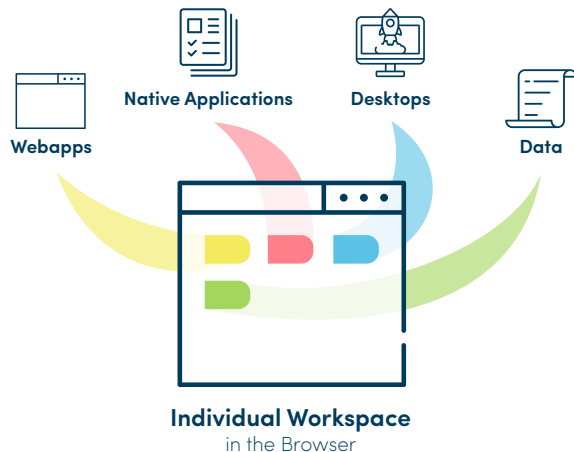 Native Applications
Desktops
Webapps
Data
Individual Workspace
in the Browser